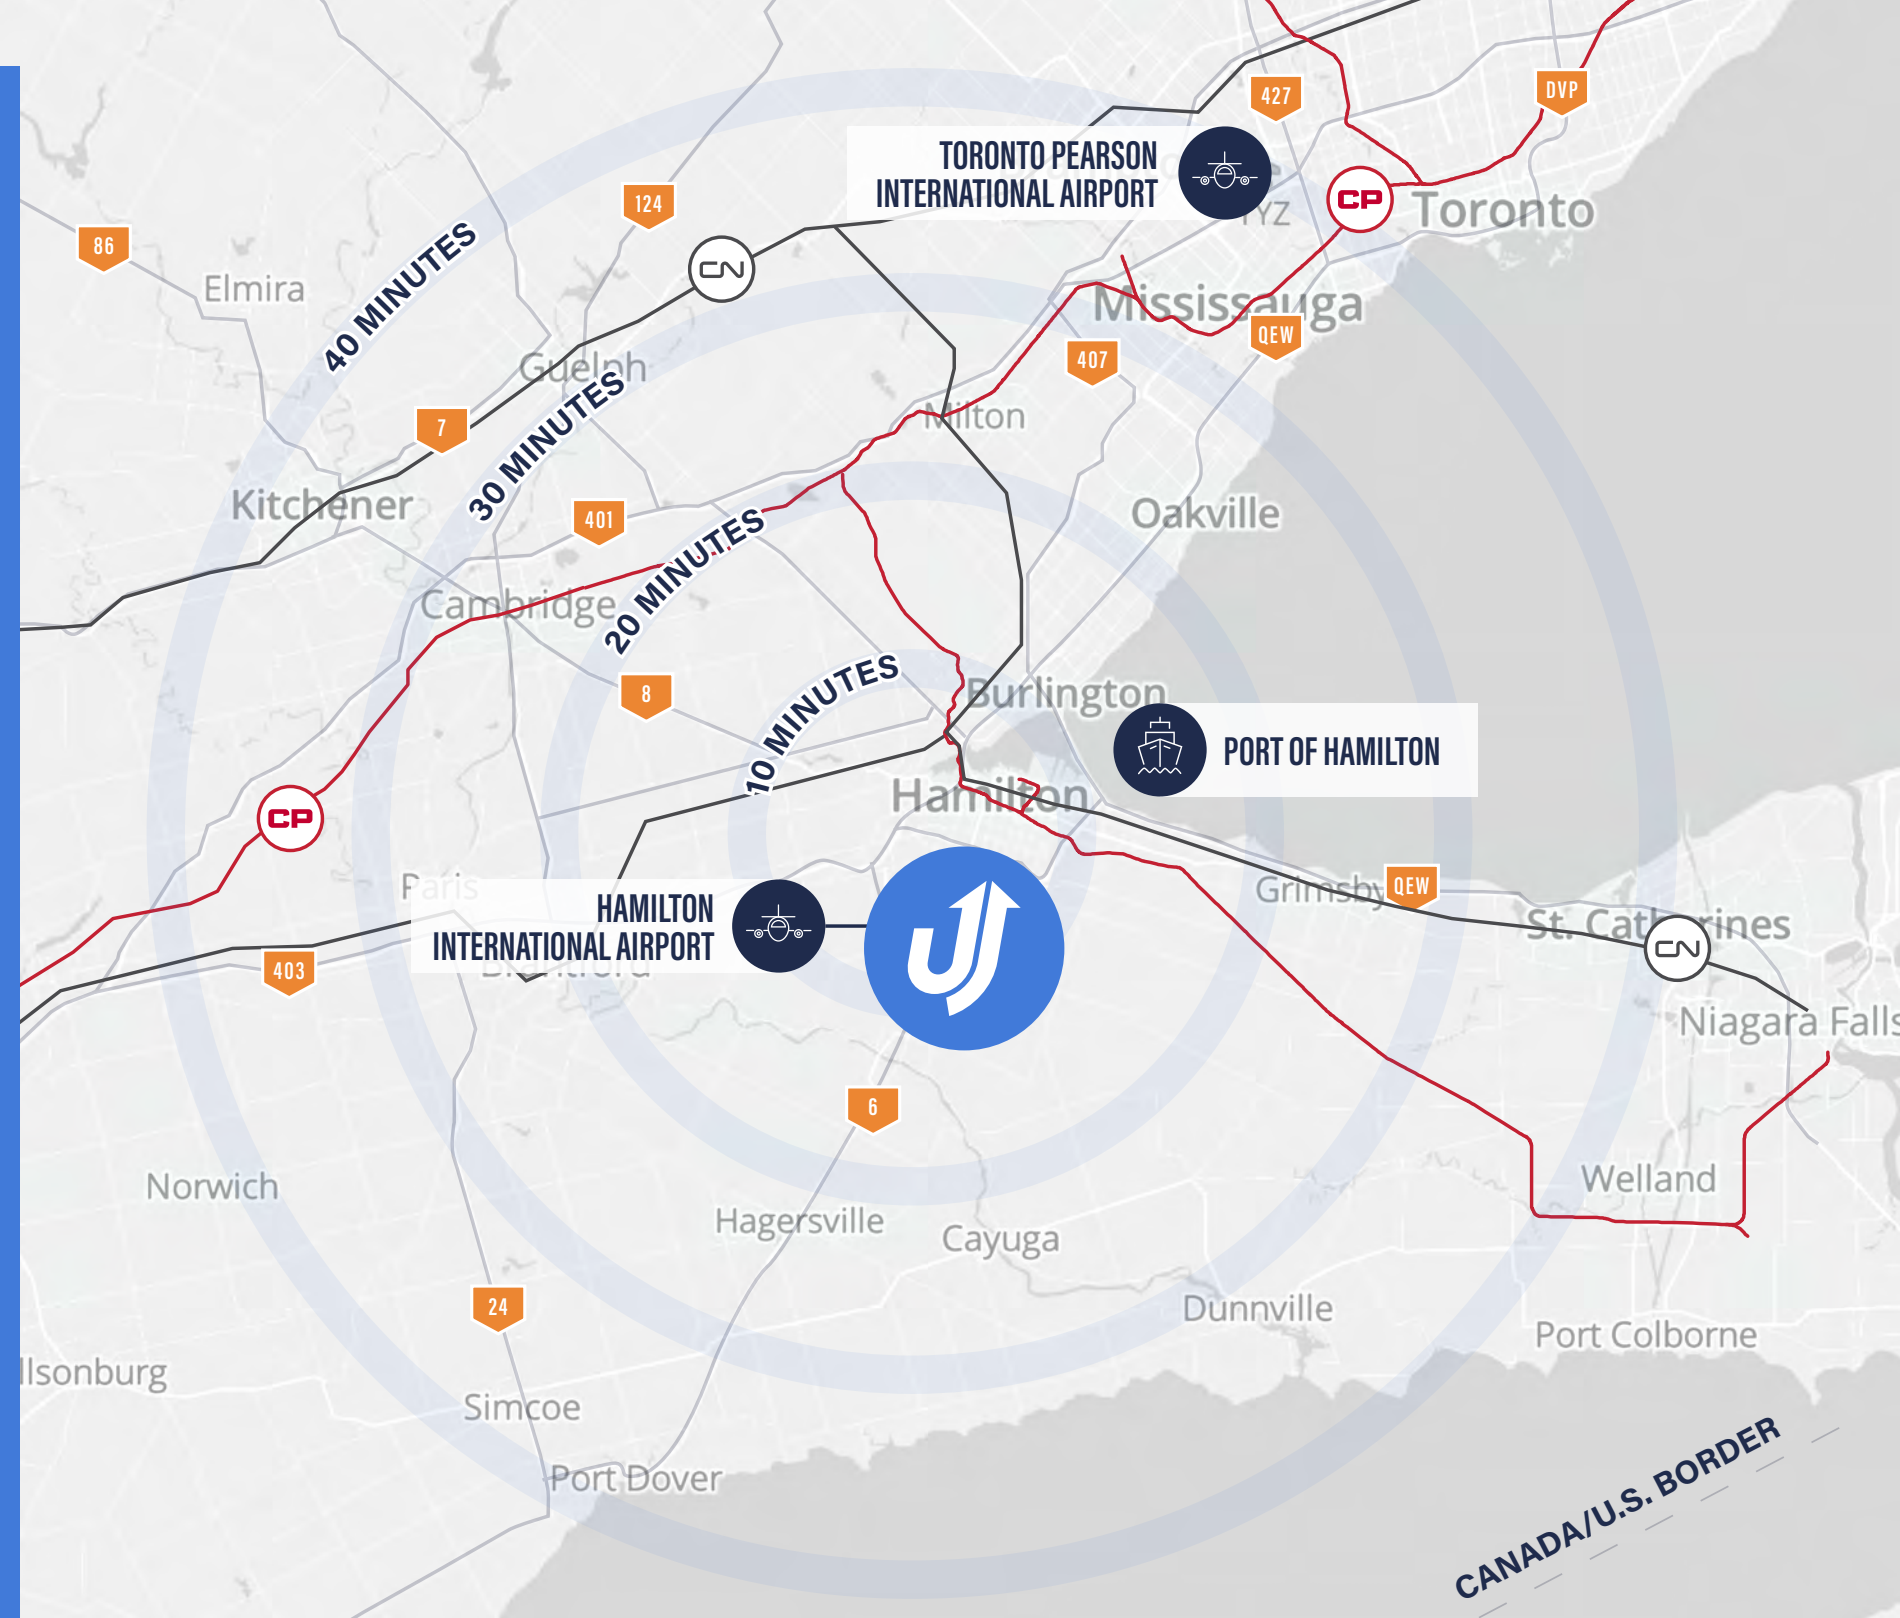 427
DVP
TORONTO PEARSON
INTERNATIONAL AIRPORT
124
CP
Toronto
YYZ
86
Elmira
40 MINUTES
CN
Mississauga
QEW
407
Guelph
30 MINUTES
7
Milton
Kitchener
401
20 MINUTES
Oakville
Cambridge
8
10 MINUTES
Burlington
PORT OF HAMILTON
Hamilton
CP
Paris
Grimsby
QEW
HAMILTON
INTERNATIONAL AIRPORT
Brantford
St. Catharines
CN
403
Niagara Falls
6
Norwich
Welland
Hagersville
Cayuga
24
Dunnville
Port Colborne
llsonburg
Simcoe
Port Dover
CANADA/U.S. BORDER